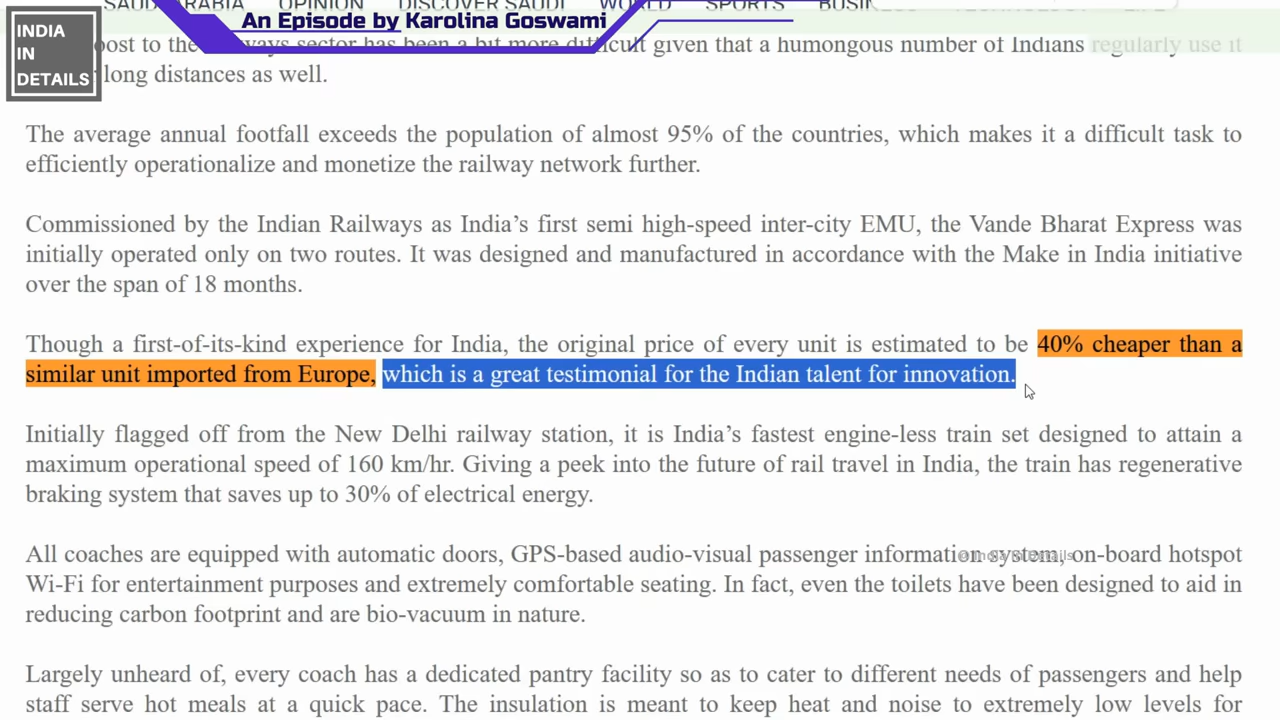 An Episode by Karolina Goswami
INDIA
IN
DETAILS
SAUDI ARABIA OPINION DISCOVER SAUDI WORLD SPORTS
sector has been a bit more difficult given that a humongous number of Indians regularly use it
long distances as well.
The average annual footfall exceeds the population of almost 95% of the countries, which makes it a difficult task to
efficiently operationalize and monetize the railway network further.
Commissioned by the Indian Railways as India’s first semi high-speed inter-city EMU, the Vande Bharat Express was
initially operated only on two routes. It was designed and manufactured in accordance with the Make in India initiative
over the span of 18 months.
Though a first-of-its-kind experience for India, the original price of every unit is estimated to be 40% cheaper than a
similar unit imported from Europe, which is a great testimonial for the Indian talent for innovation.
Initially flagged off from the New Delhi railway station, it is India’s fastest engine-less train set designed to attain a
maximum operational speed of 160 km/hr. Giving a peek into the future of rail travel in India, the train has regenerative
braking system that saves up to 30% of electrical energy.
All coaches are equipped with automatic doors, GPS-based audio-visual passenger information system, on-board hotspot
© India in Details
Wi-Fi for entertainment purposes and extremely comfortable seating. In fact, even the toilets have been designed to aid in
reducing carbon footprint and are bio-vacuum in nature.
Largely unheard of, every coach has a dedicated pantry facility so as to cater to different needs of passengers and help
staff serve hot meals at a quick pace. The insulation is meant to keep heat and noise to extremely low levels for